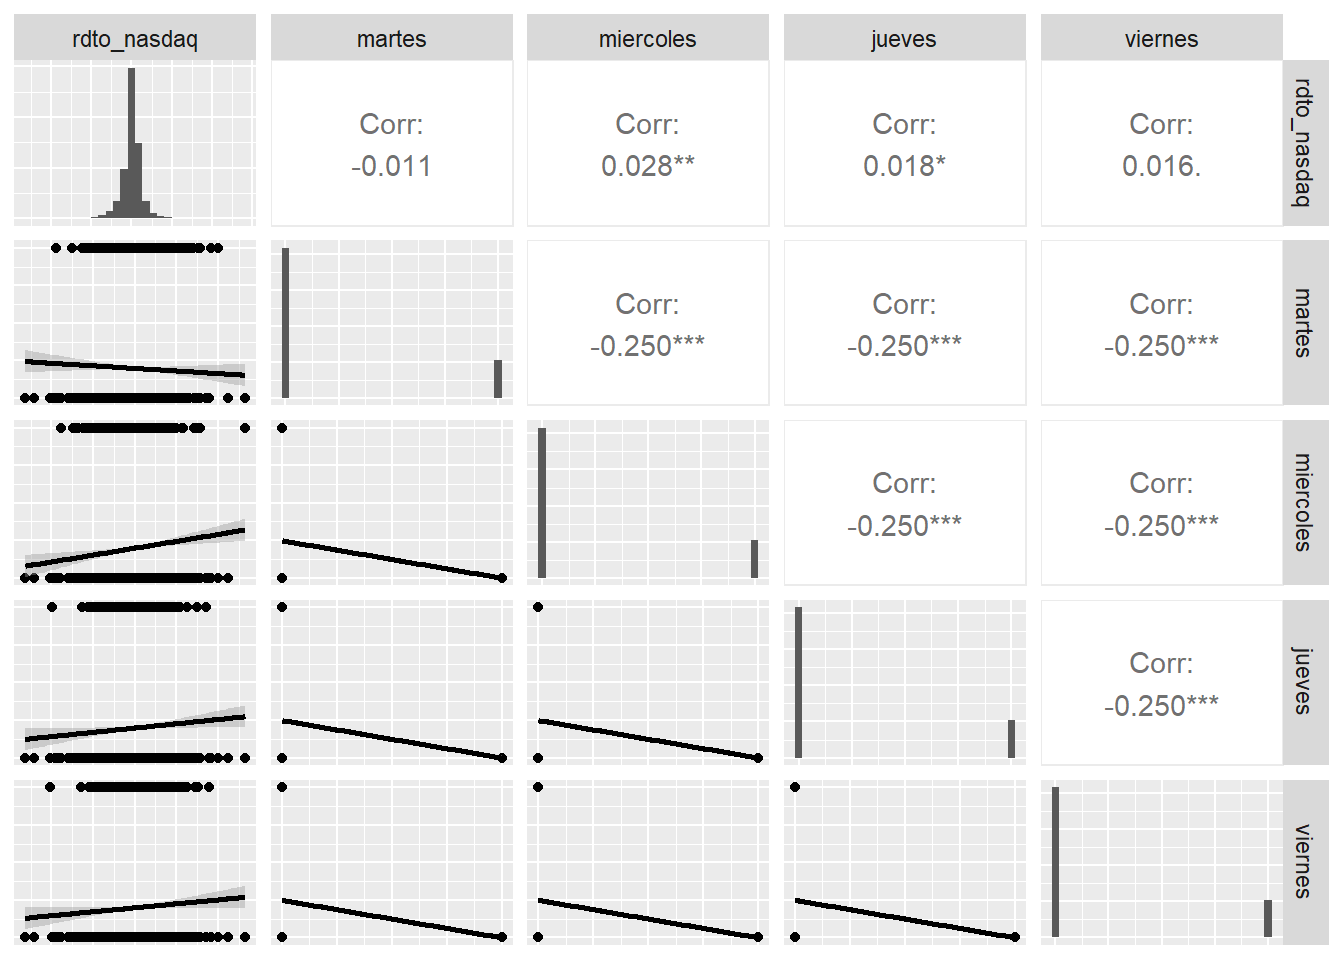 rdto_nasdaq
martes
miercoles
jueves
viernes
Corr:
-0.011
Corr:
0.028**
Corr:
0.018*
Corr:
0.016.
rdto_nasdaq
Corr:
-0.250***
Corr:
-0.250***
Corr:
-0.250***
martes
Corr:
-0.250***
Corr:
-0.250***
miercoles
Corr:
-0.250***
jueves
viernes